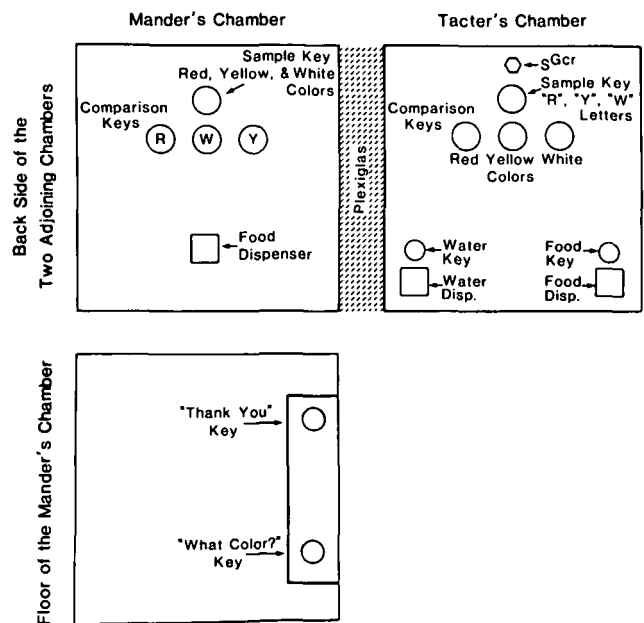 Mander's Chamber
Tacter's Chamber
Back Side of the
Two Adjoining Chambers
Sample Key
Red, Yellow, & White
Colors
Comparison
Keys
R W Y
Food
Dispenser
Plexiglas
SGcr
Sample Key
"R", "Y", "W"
Letters
Comparison
Keys
Red Yellow White
Colors
Water
Key
Food
Key
Water
Disp.
Food
Disp.
Floor of the Mander's Chamber
"Thank You"
Key
"What Color?"
Key